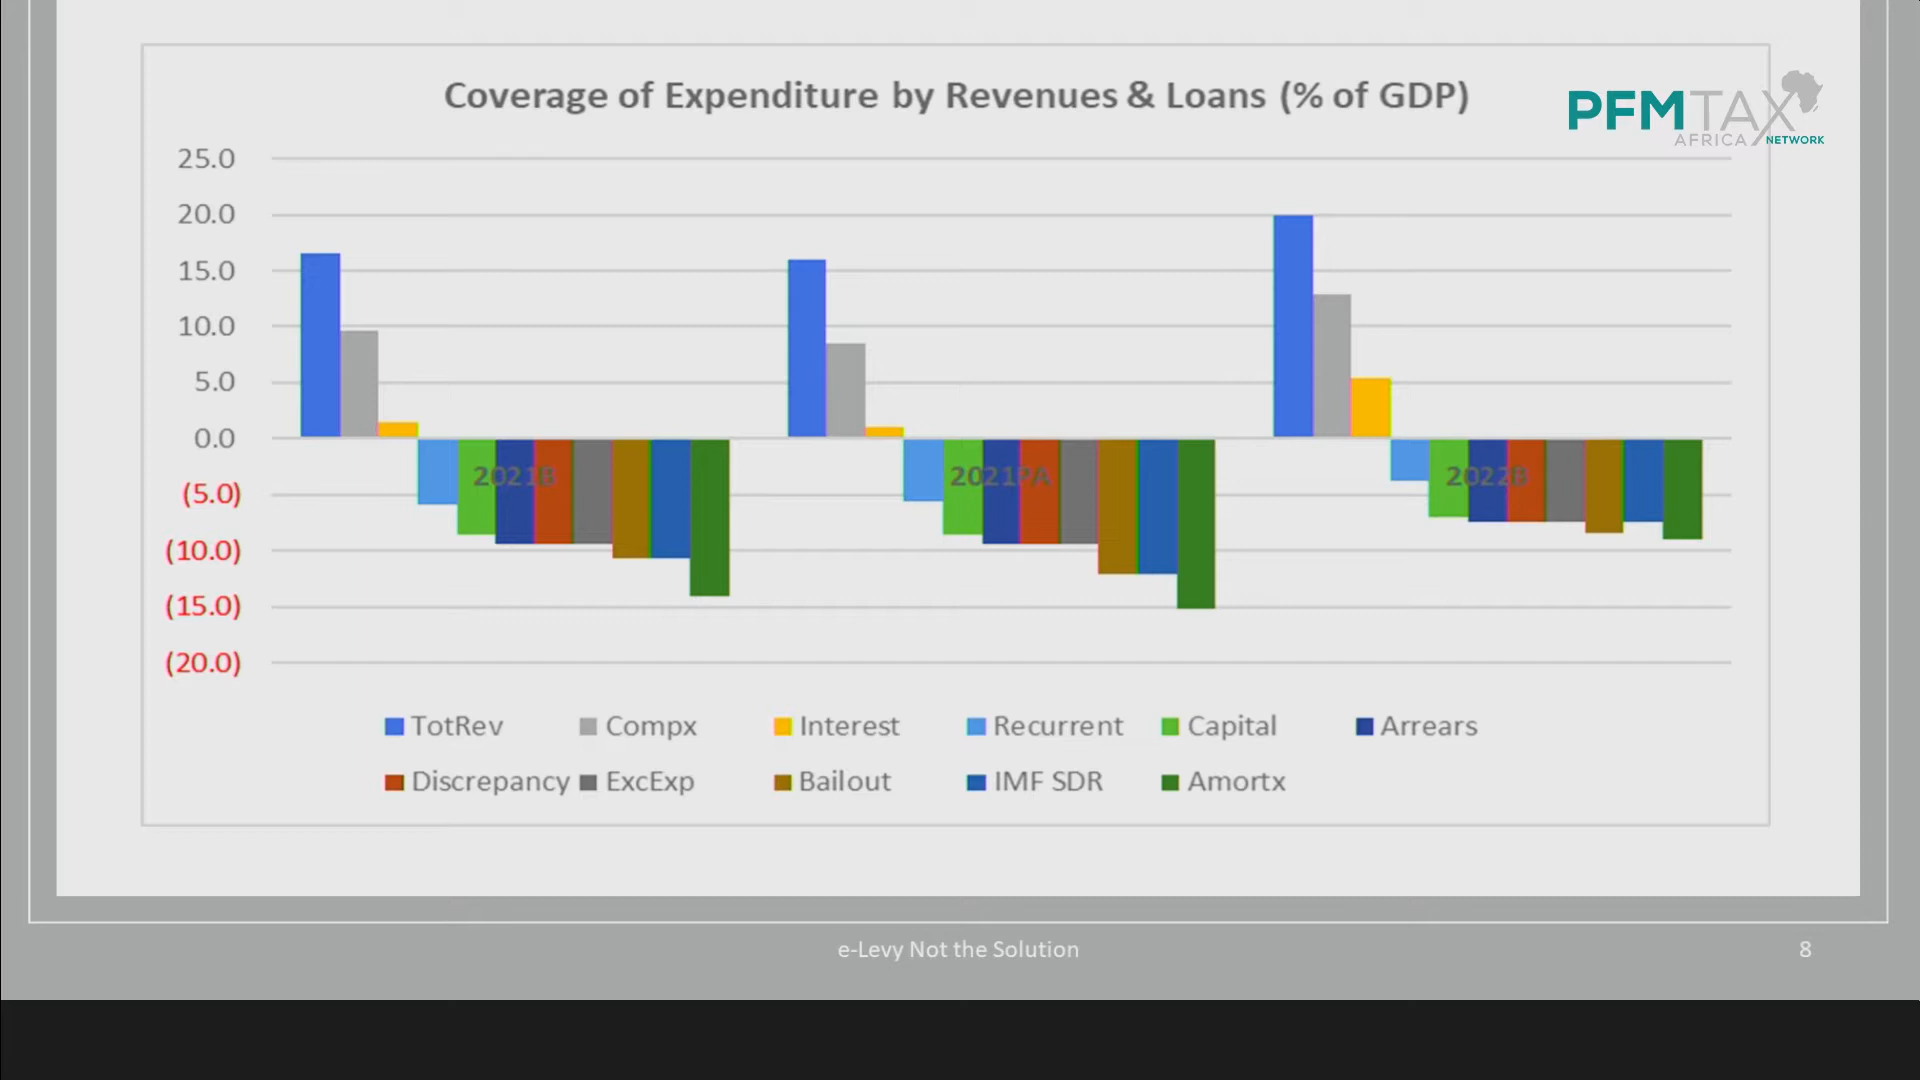 Coverage of Expenditure by Revenues & Loans (% of GDP)
PFMTAX
AFRICA NETWORK
25.0
20.0
15.0
10.0
5.0
0.0
(5.0)
(10.0)
(15.0)
(20.0)
2021B 2021PA 2022B
TotRev Compx Interest Recurrent Capital Arrears
Discrepancy ExcExp Bailout IMF SDR Amortx
e-Levy Not the Solution 8